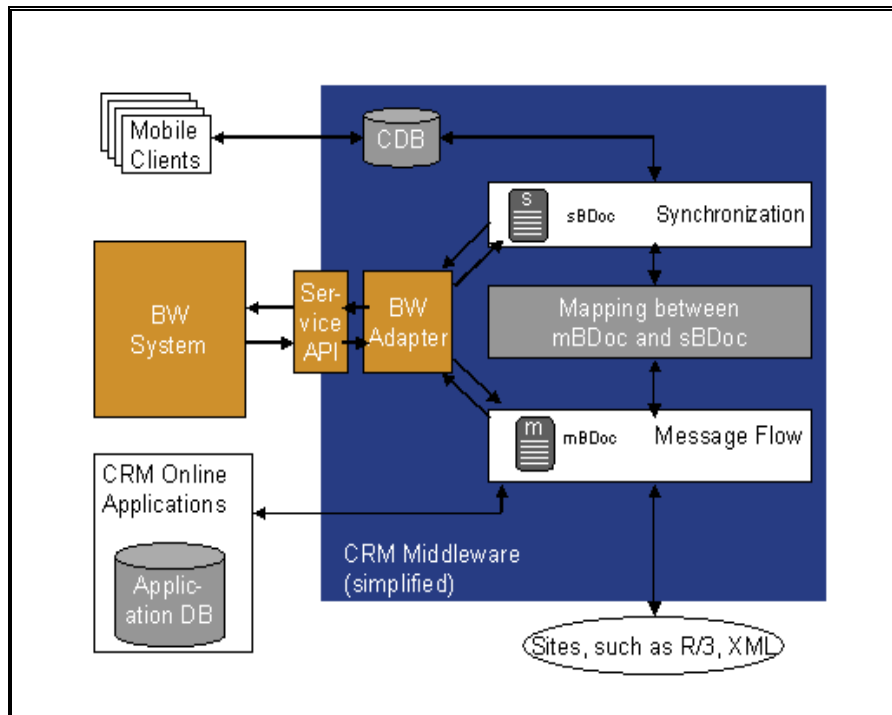 Mobile
Clients
CDB
S
sBDoc
Synchronization
BW
System
Ser-
vice
API
BW
Adapter
Mapping between
mBDoc and sBDoc
m
mBDoc
Message Flow
CRM Online
Applications
Applic-
ation DB
CRM Middleware
(simplified)
Sites, such as R/3, XML